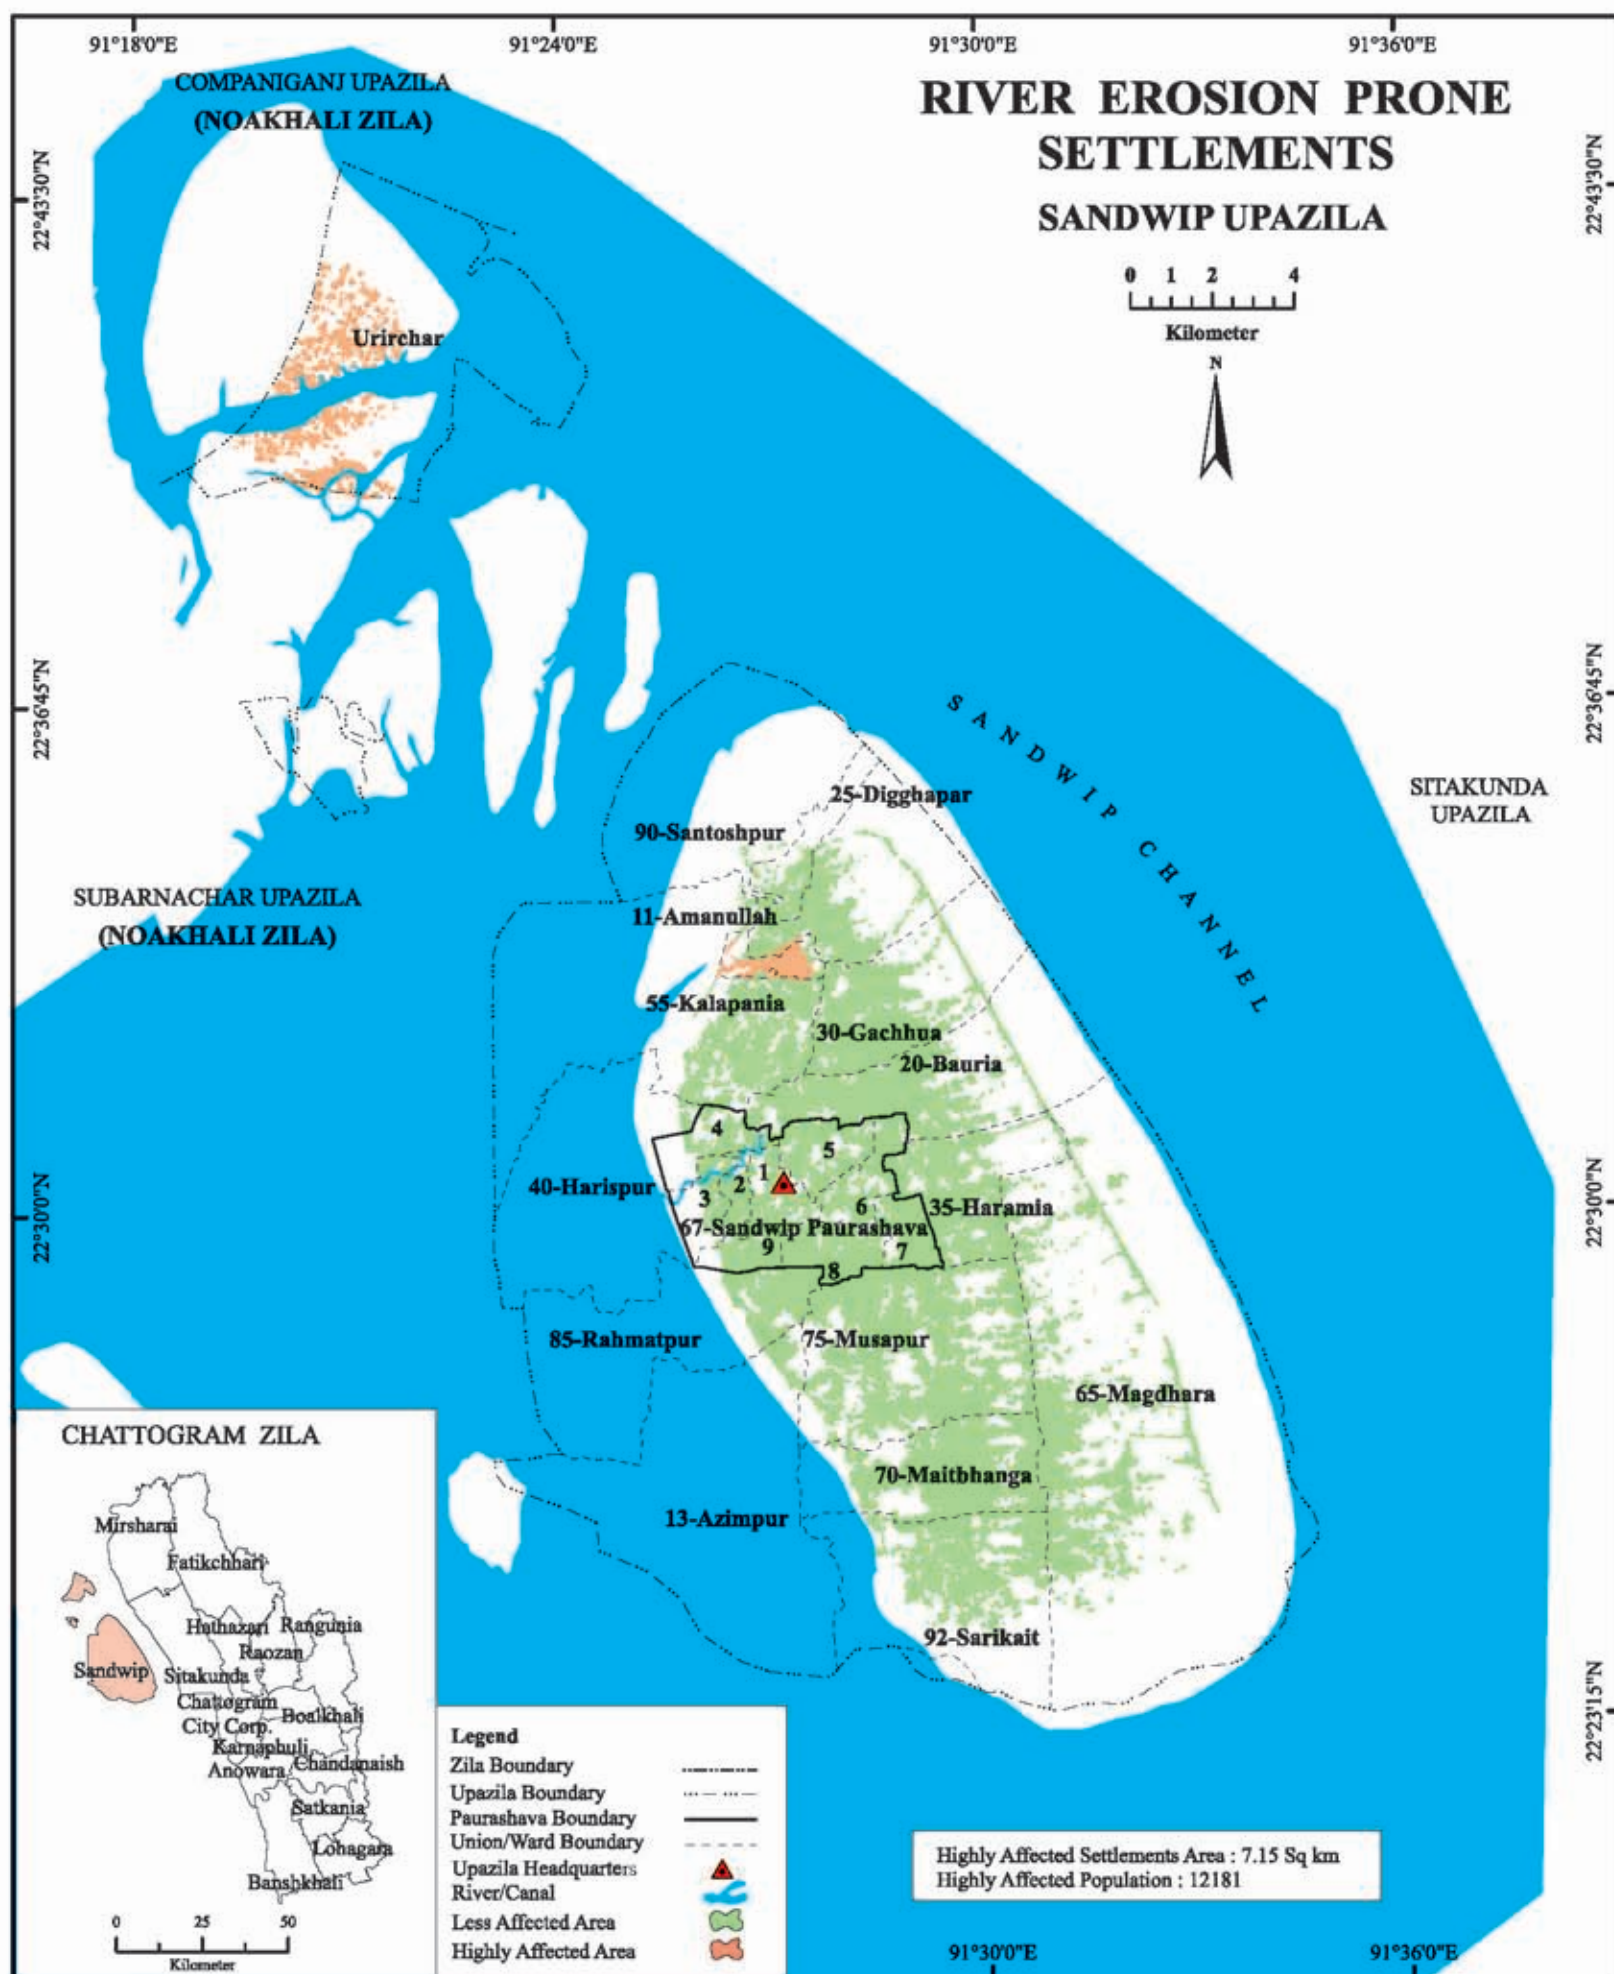 91°18'0"E
91°24'0"E
91°30'0"E
91°36'0"E
COMPANIGANJ UPAZILA
(NOAKHALI ZILA)
RIVER EROSION PRONE
SETTLEMENTS
SANDWIP UPAZILA
0 1 2 4
Kilometer
N
22°43'30"N
22°43'30"N
Urirchar
22°36'45"N
22°36'45"N
SANDWIP CHANNEL
SITAKUNDA
UPAZILA
25-Digghapar
90-Santoshpur
SUBARNACHAR UPAZILA
(NOAKHALI ZILA)
11-Amanullah
55-Kalapania
30-Gachhua
20-Bauria
4
5
1
2
3
40-Harispur
6
35-Haramia
67-Sandwip Paurashava
9
7
8
22°30'0"N
22°30'0"N
85-Rahmatpur
75-Musapur
65-Magdhara
70-Maitbhanga
13-Azimpur
92-Sarikait
22°23'15"N
CHATTOGRAM ZILA
Mirsharai
Fatikchhari
Hathazari
Rangunia
Raozan
Sandwip
Sitakunda
Chattogram
City Corp.
Boalkhali
Karnaphuli
Anowara
Chandanaish
Satkania
Lohagara
Banshkhali
0 25 50
Kilometer
Legend
Zila Boundary
Upazila Boundary
Paurashava Boundary
Union/Ward Boundary
Upazila Headquarters
River/Canal
Less Affected Area
Highly Affected Area
Highly Affected Settlements Area : 7.15 Sq km
Highly Affected Population : 12181
91°30'0"E
91°36'0"E